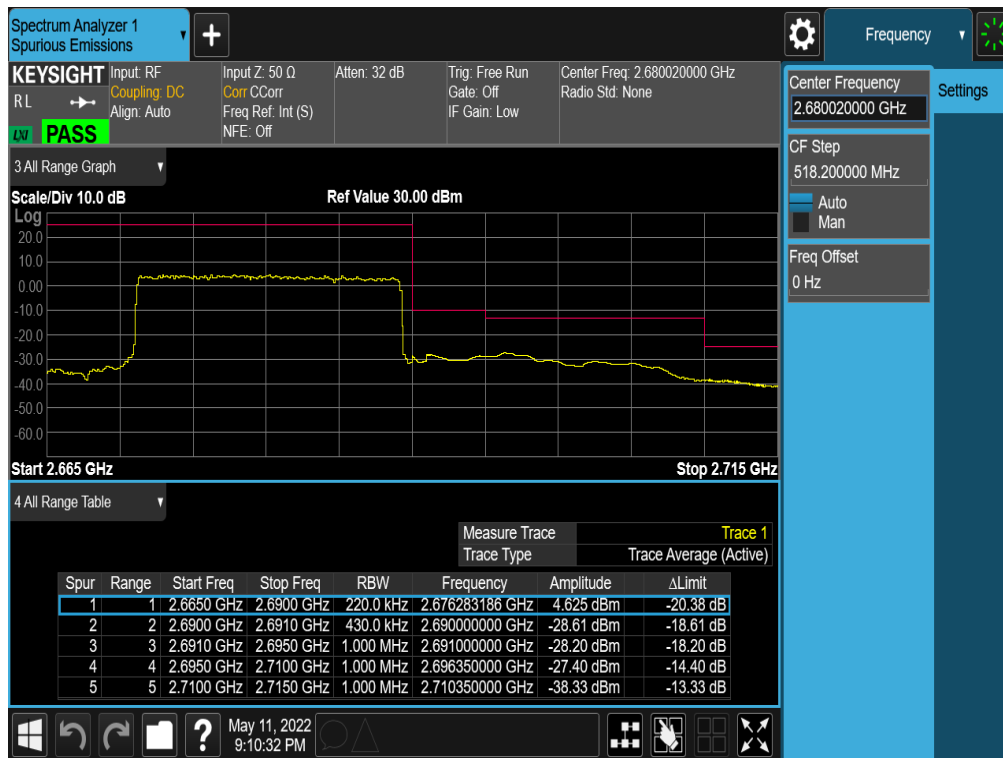 Spectrum Analyzer 1
Spurious Emissions
+
Frequency
KEYSIGHT
RL
LXI PASS
Input: RF
Coupling: DC
Align: Auto
Input Z: 50 Ω
Corr CCorr
Freq Ref: Int (S)
NFE: Off
Atten: 32 dB
Trig: Free Run
Gate: Off
IF Gain: Low
Center Freq: 2.680020000 GHz
Radio Std: None
Center Frequency
2.680020000 GHz
Settings
CF Step
518.200000 MHz
Auto
Man
Freq Offset
0 Hz
3 All Range Graph
Scale/Div 10.0 dB
Ref Value 30.00 dBm
Log
20.0
10.0
0.00
-10.0
-20.0
-30.0
-40.0
-50.0
-60.0
Start 2.665 GHz
Stop 2.715 GHz
4 All Range Table
Measure Trace Trace 1
Trace Type Trace Average (Active)
Spur Range Start Freq Stop Freq RBW Frequency Amplitude ΔLimit
1 1 2.6650 GHz 2.6900 GHz 220.0 kHz 2.676283186 GHz 4.625 dBm -20.38 dB
2 2 2.6900 GHz 2.6910 GHz 430.0 kHz 2.690000000 GHz -28.61 dBm -18.61 dB
3 3 2.6910 GHz 2.6950 GHz 1.000 MHz 2.691000000 GHz -28.20 dBm -18.20 dB
4 4 2.6950 GHz 2.7100 GHz 1.000 MHz 2.696350000 GHz -27.40 dBm -14.40 dB
5 5 2.7100 GHz 2.7150 GHz 1.000 MHz 2.710350000 GHz -38.33 dBm -13.33 dB
?
May 11, 2022
9:10:32 PM